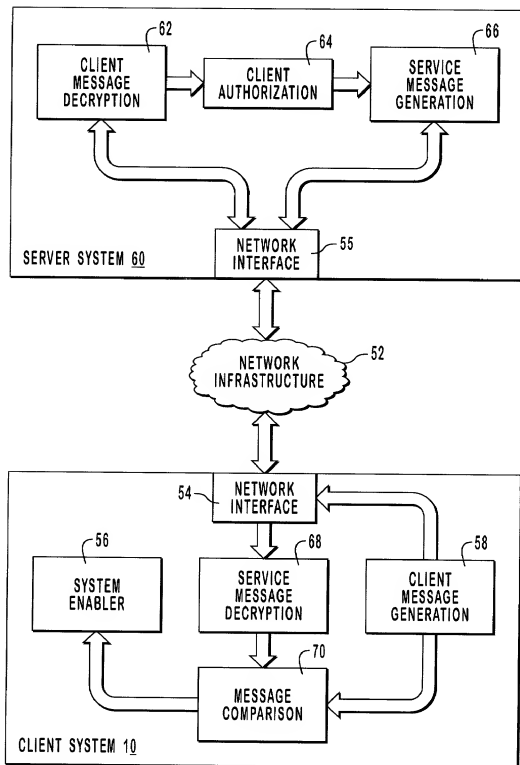 62
64
66
CLIENT
MESSAGE
DECRYPTION
CLIENT
AUTHORIZATION
SERVICE
MESSAGE
GENERATION
NETWORK
INTERFACE
55
SERVER SYSTEM 60
NETWORK
INFRASTRUCTURE
52
54
NETWORK
INTERFACE
56
68
58
SYSTEM
ENABLER
SERVICE
MESSAGE
DECRYPTION
CLIENT
MESSAGE
GENERATION
70
MESSAGE
COMPARISON
CLIENT SYSTEM 10